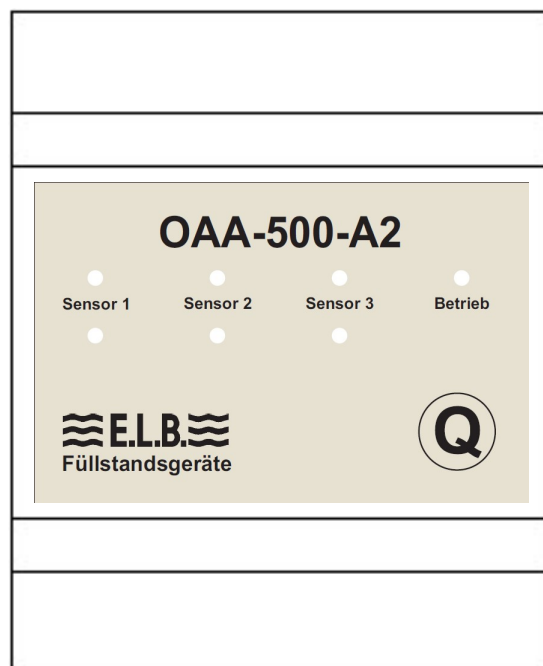 OAA-500-A2
Sensor 1 Sensor 2 Sensor 3 Betrieb
E.L.B.
Füllstandsgeräte
Q